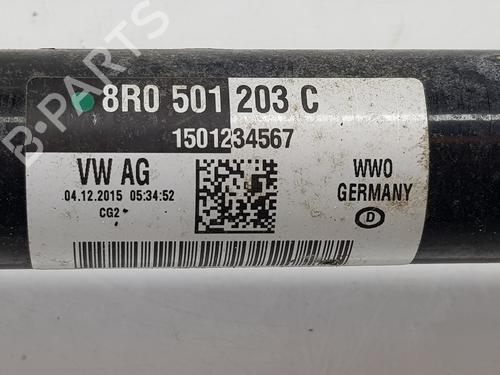 8R0 501 203 C
1501234567
VW AG
04.12.2015 05:34:52
CG2
WWO
GERMANY
D
B-PARTS